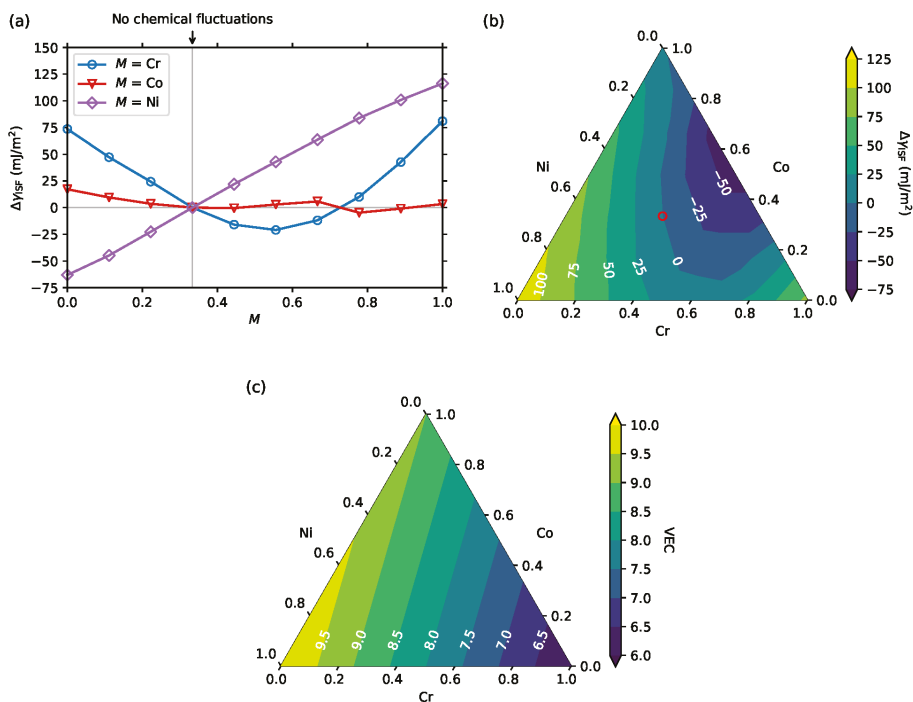 (a)
No chemical fluctuations
150
125
100
75
50
25
0
−25
−50
−75
ΔγISF (mJ/m²)
M = Cr
M = Co
M = Ni
0.0 0.2 0.4 0.6 0.8 1.0
M
(b)
0.0
0.2
0.4
0.6
0.8
1.0
Ni
1.0
0.8
0.6
0.4
0.2
0.0
Co
0.0 0.2 0.4 0.6 0.8 1.0
Cr
100 75 50 25 0 −25 −50
125
100
75
50
25
0
−25
−50
−75
ΔγISF (mJ/m²)
(c)
0.0
0.2
0.4
0.6
0.8
1.0
Ni
1.0
0.8
0.6
0.4
0.2
0.0
Co
0.0 0.2 0.4 0.6 0.8 1.0
Cr
9.5 9.0 8.5 8.0 7.5 7.0 6.5
10.0
9.5
9.0
8.5
8.0
7.5
7.0
6.5
6.0
VEC